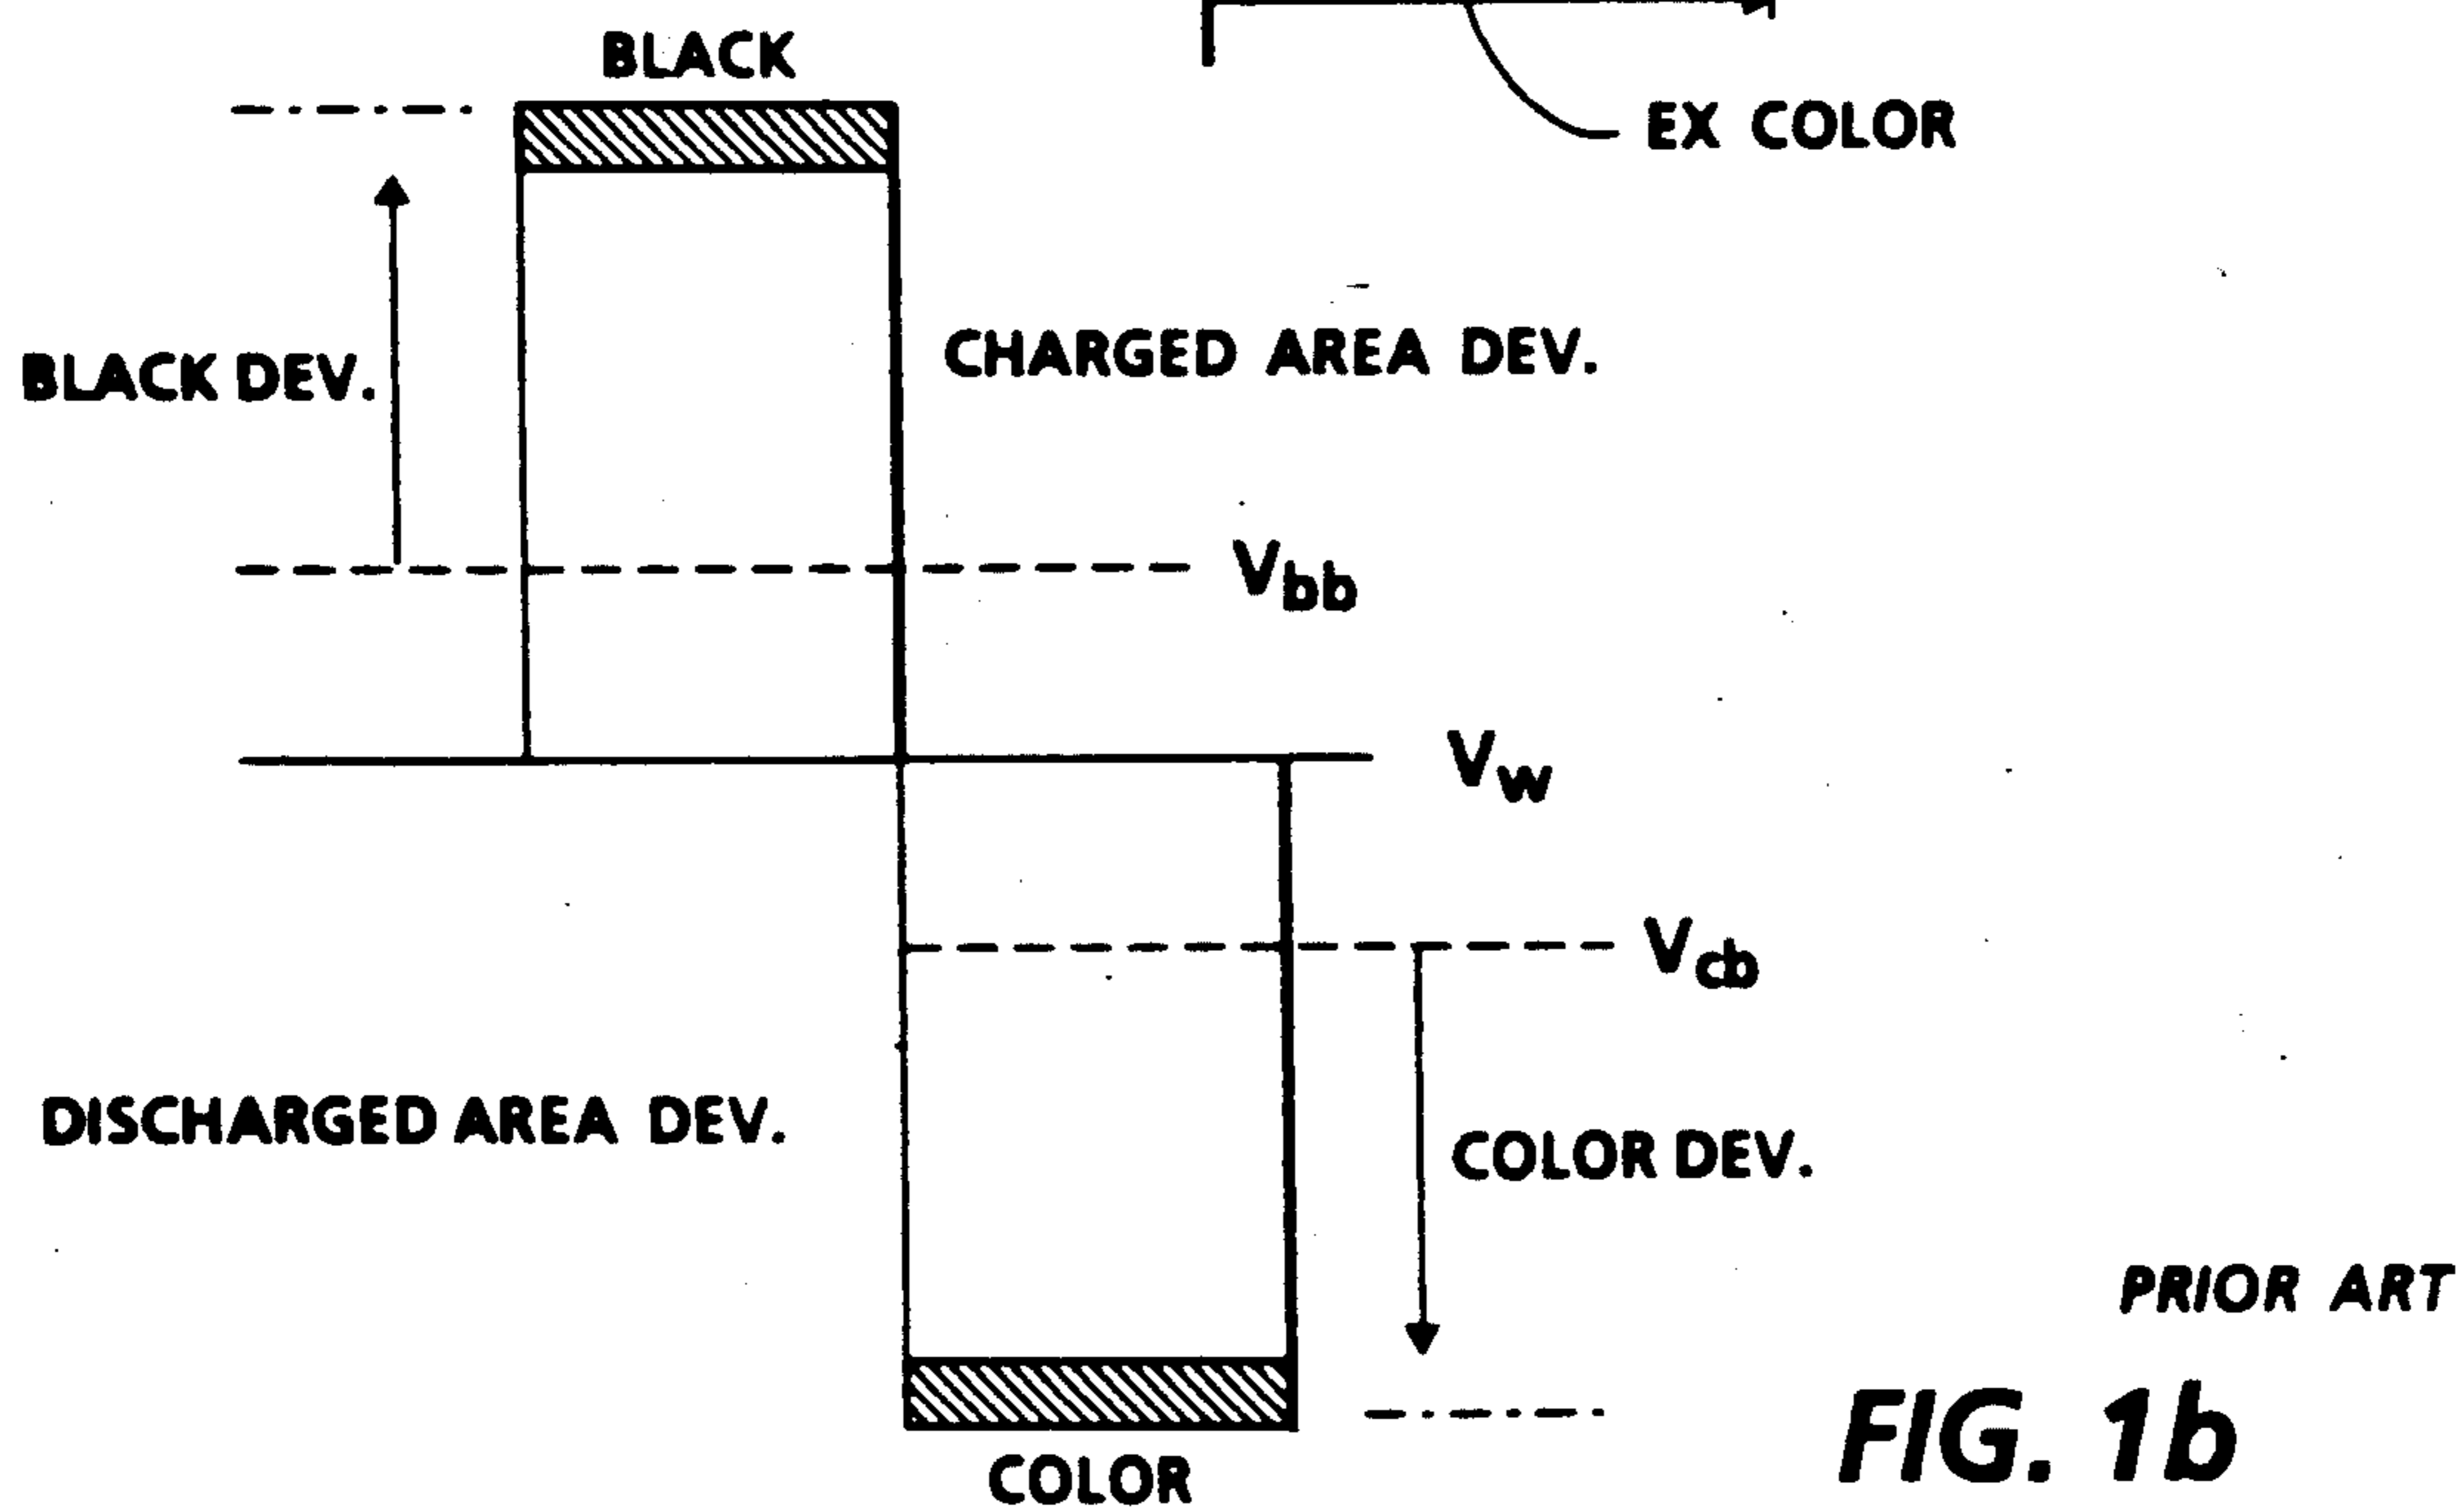 BLACK
EX COLOR
BLACK DEV.
CHARGED AREA DEV.
Vbb
Vw
Vcb
DISCHARGED AREA DEV.
COLOR DEV.
PRIOR ART
FIG. 1b
COLOR